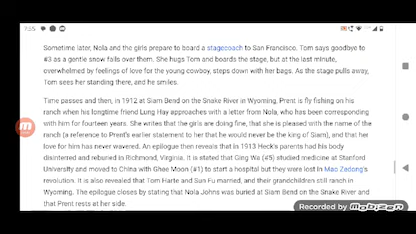 7:55
Sometime later, Nola and the girls prepare to board a stagecoach to San Francisco. Tom says goodbye to
#3 as a gentle snow falls over them. She hugs Tom and boards the stage, but at the last minute,
overwhelmed by feelings of love for the young cowboy, steps down with her bags. As the stage pulls away,
Tom sees her standing there, and he smiles.
Time passes and then, in 1912 at Siam Bend on the Snake River in Wyoming, Prent is fly fishing on his
ranch when his longtime friend Lung Hay approaches with a letter from Nola, who has been corresponding
with him for fourteen years. She writes that the girls are doing fine, that she is pleased with the name of the
ranch (a reference to Prent's earlier statement to her that he would never be the king of Siam), and that her
love for him has never wavered. An epilogue then reveals that in 1913 Heck's parents had his body
disinterred and reburied in Richmond, Virginia. It is stated that Ging Wa (#5) studied medicine at Stanford
University and moved to China with Ghee Moon (#1) to start a hospital but they were lost in Mao Zedong's
revolution. It is also revealed that Tom Harte and Sun Fu married, and their grandchildren still ranch in
Wyoming. The epilogue closes by stating that Nola Johns was buried at Siam Bend on the Snake River and
that Prent rests at her side.
Recorded by
MOBIZEN